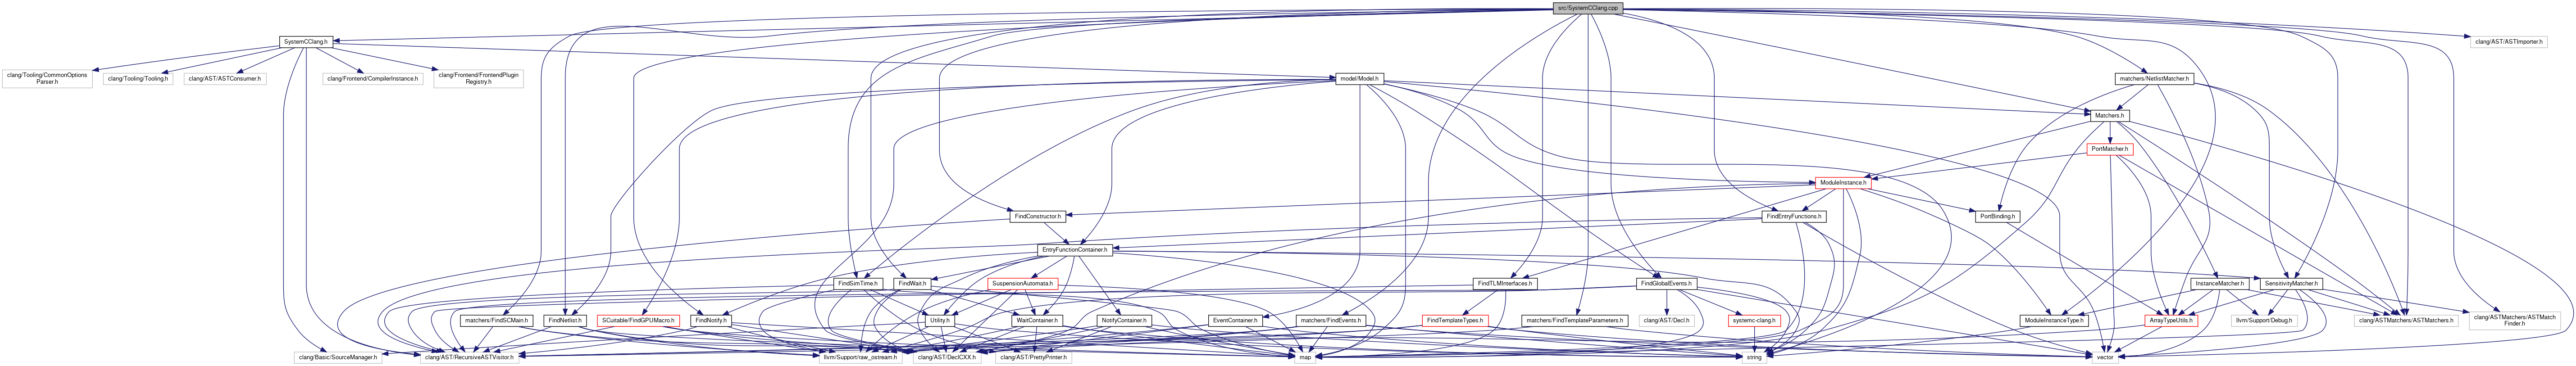 src/SystemCClang.cpp
SystemCClang.h
clang/AST/ASTImporter.h
clang/Tooling/CommonOptions
Parser.h
clang/Tooling/Tooling.h
clang/AST/ASTConsumer.h
clang/Frontend/CompilerInstance.h
clang/Frontend/FrontendPlugin
Registry.h
model/Model.h
matchers/NetlistMatcher.h
Matchers.h
PortMatcher.h
ModuleInstance.h
FindConstructor.h
FindEntryFunctions.h
PortBinding.h
EntryFunctionContainer.h
FindSimTime.h
FindWait.h
SuspensionAutomata.h
FindTLMInterfaces.h
FindGlobalEvents.h
InstanceMatcher.h
SensitivityMatcher.h
matchers/FindSCMain.h
FindNetlist.h
SCuitable/FindGPUMacro.h
FindNotify.h
Utility.h
WaitContainer.h
NotifyContainer.h
EventContainer.h
matchers/FindEvents.h
FindTemplateTypes.h
matchers/FindTemplateParameters.h
clang/AST/Decl.h
systemc-clang.h
ModuleInstanceType.h
ArrayTypeUtils.h
llvm/Support/Debug.h
clang/ASTMatchers/ASTMatchers.h
clang/ASTMatchers/ASTMatch
Finder.h
clang/Basic/SourceManager.h
clang/AST/RecursiveASTVisitor.h
llvm/Support/raw_ostream.h
clang/AST/DeclCXX.h
clang/AST/PrettyPrinter.h
map
string
vector